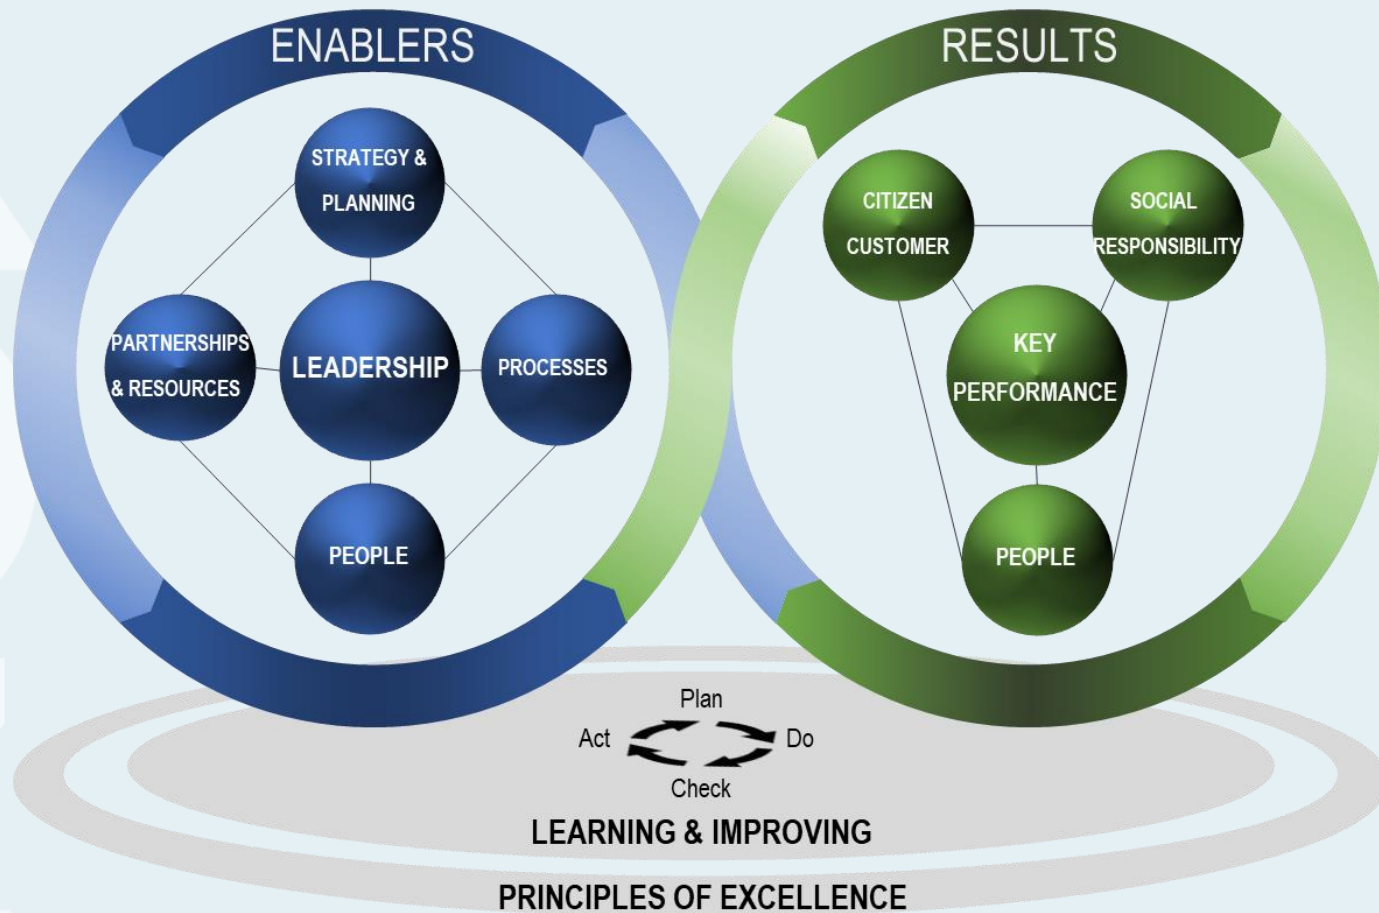 ENABLERS
STRATEGY &
PLANNING
PARTNERSHIPS
& RESOURCES
LEADERSHIP
PROCESSES
PEOPLE
RESULTS
CITIZEN
CUSTOMER
SOCIAL
RESPONSIBILITY
KEY
PERFORMANCE
PEOPLE
Plan
Act
Do
Check
LEARNING & IMPROVING
PRINCIPLES OF EXCELLENCE